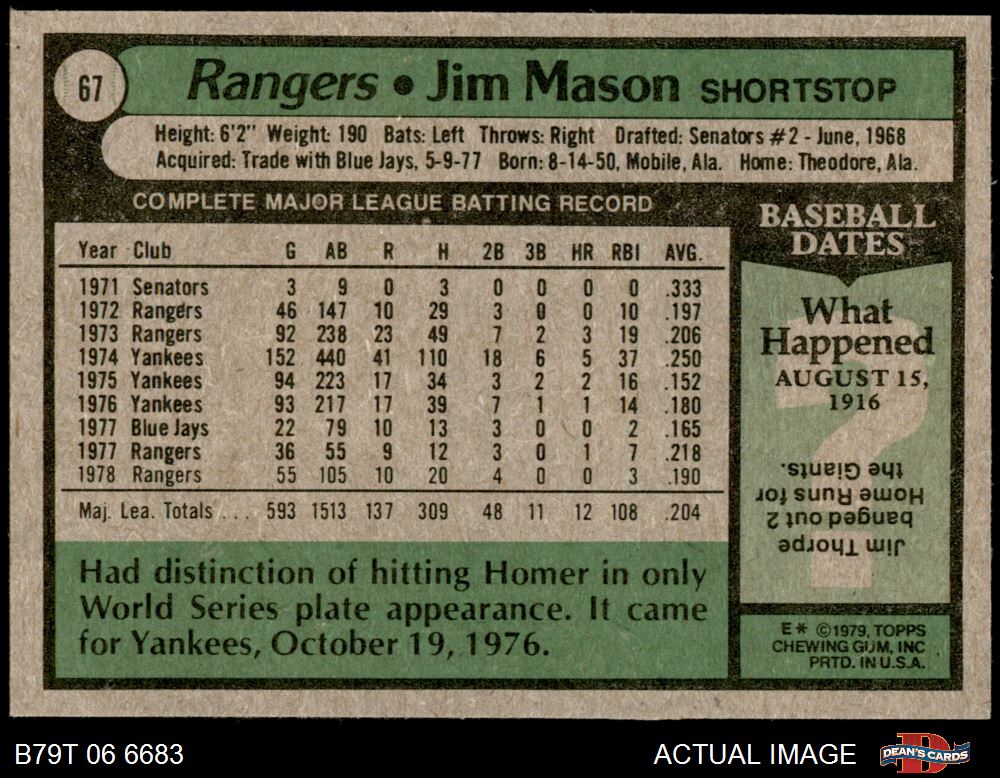 67
Rangers • Jim Mason SHORTSTOP
Height: 6'2" Weight: 190 Bats: Left Throws: Right Drafted: Senators #2 - June, 1968
Acquired: Trade with Blue Jays, 5-9-77 Born: 8-14-50, Mobile, Ala. Home: Theodore, Ala.
COMPLETE MAJOR LEAGUE BATTING RECORD
Year Club G AB R H 2B 3B HR RBI AVG.
1971 Senators 3 9 0 3 0 0 0 0 .333
1972 Rangers 46 147 10 29 3 0 0 10 .197
1973 Rangers 92 238 23 49 7 2 3 19 .206
1974 Yankees 152 440 41 110 18 6 5 37 .250
1975 Yankees 94 223 17 34 3 2 2 16 .152
1976 Yankees 93 217 17 39 7 1 1 14 .180
1977 Blue Jays 22 79 10 13 3 0 0 2 .165
1977 Rangers 36 55 9 12 3 0 1 7 .218
1978 Rangers 55 105 10 20 4 0 0 3 .190
Maj. Lea. Totals . . . 593 1513 137 309 48 11 12 108 .204
Had distinction of hitting Homer in only
World Series plate appearance. It came
for Yankees, October 19, 1976.
BASEBALL
DATES
What
Happened
AUGUST 15,
1916
?
Jim Thorpe
banged out 2
Home Runs for
the Giants.
E* ©1979, TOPPS
CHEWING GUM, INC
PRTD. IN U.S.A.
B79T 06 6683
ACTUAL IMAGE
DEAN'S CARDS